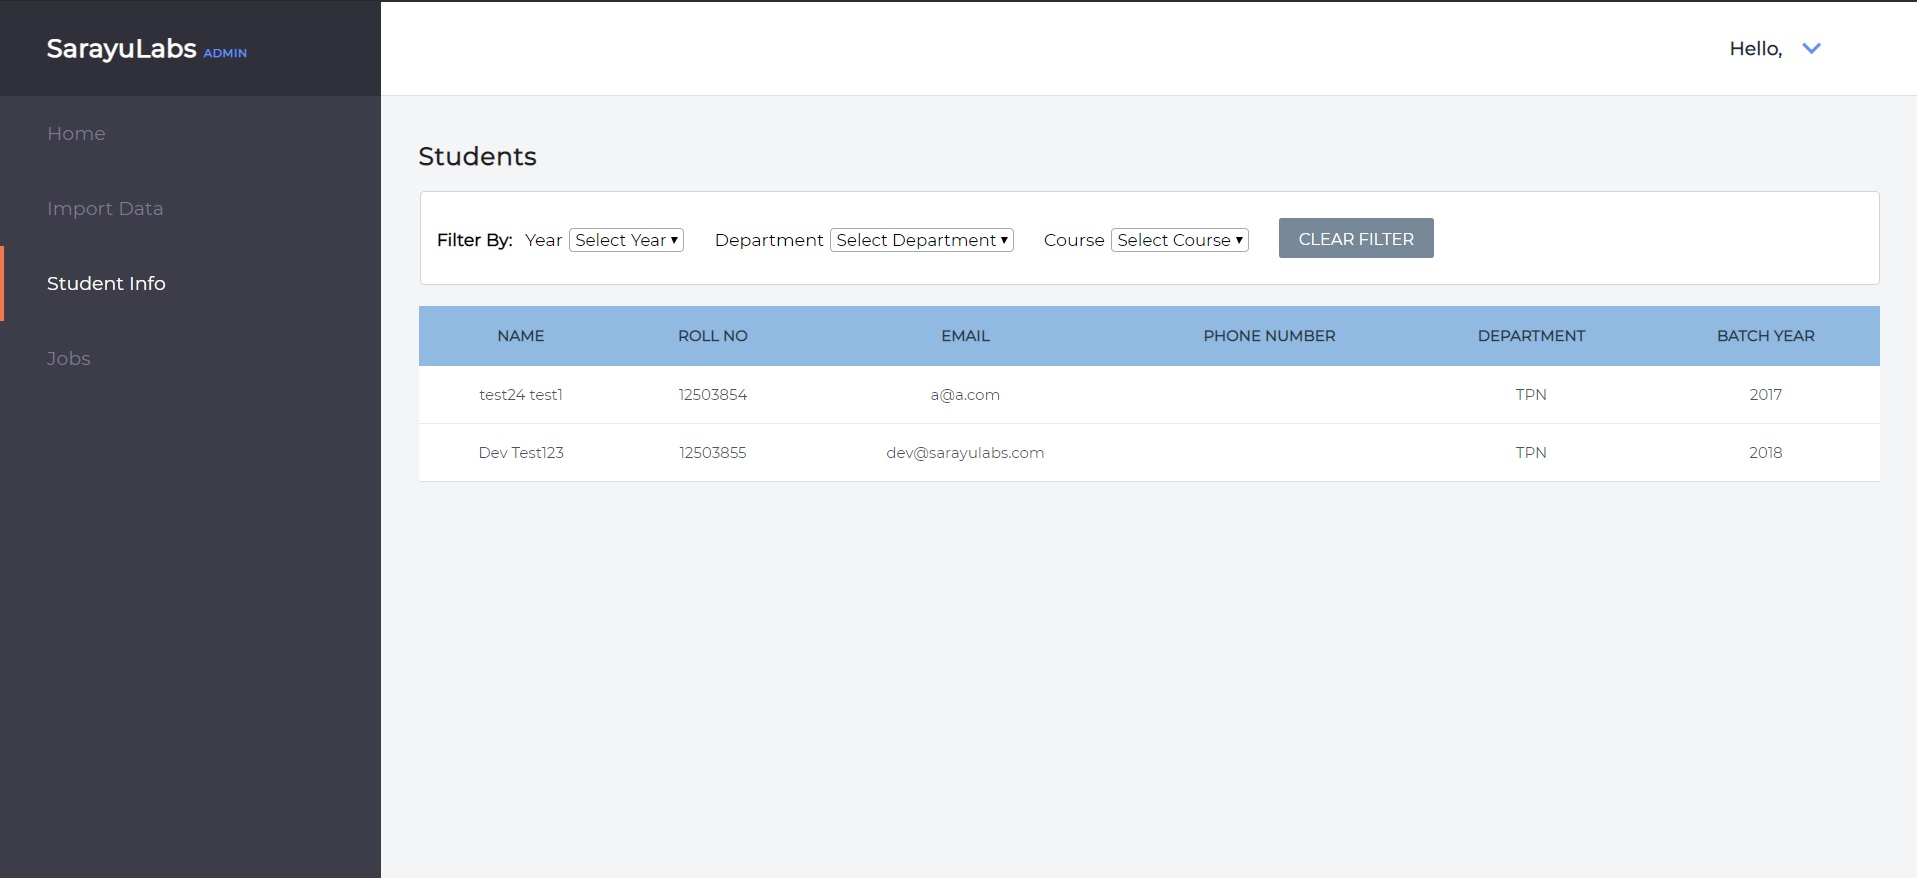 SarayuLabs ADMIN
Hello,
Home
Import Data
Student Info
Jobs
Students
Filter By: Year Select Year Department Select Department Course Select Course CLEAR FILTER
NAME ROLL NO EMAIL PHONE NUMBER DEPARTMENT BATCH YEAR
test24 test1 12503854 a@a.com TPN 2017
Dev Test123 12503855 dev@sarayulabs.com TPN 2018